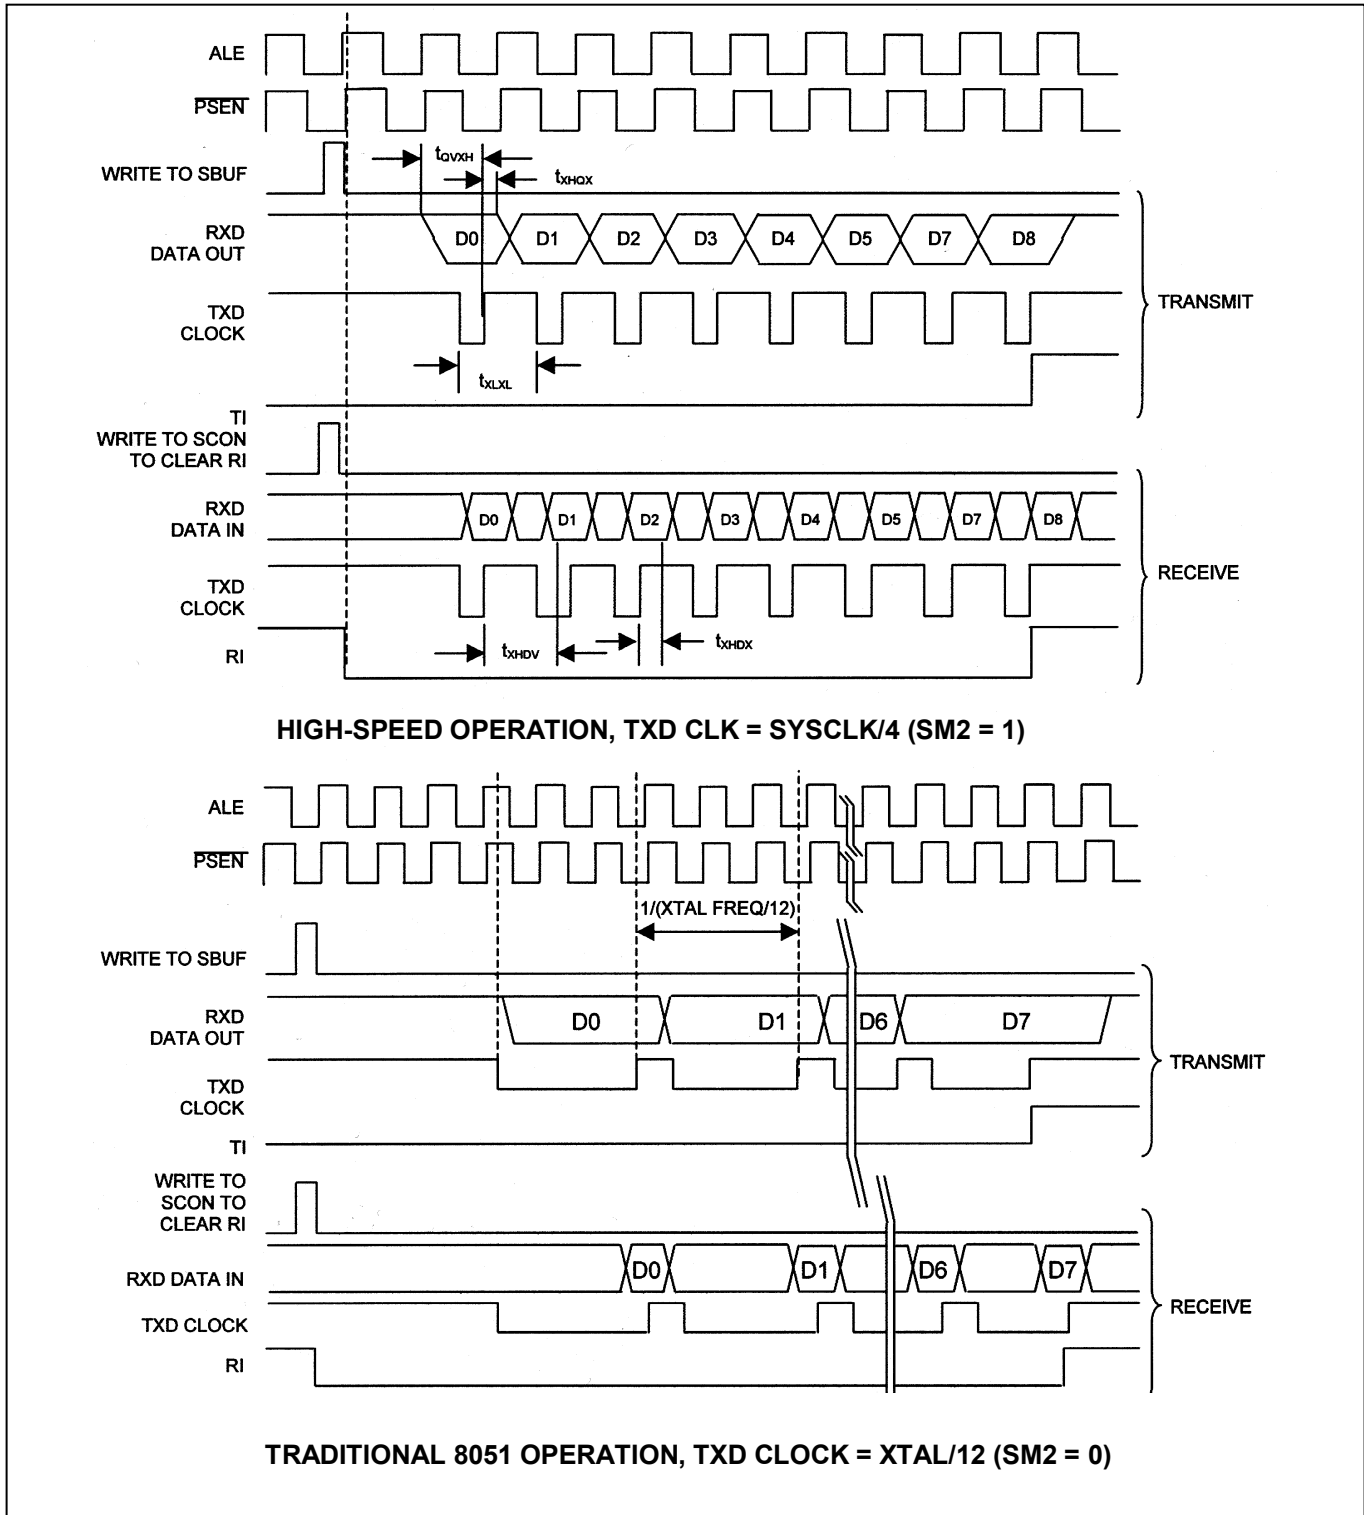 ALE
PSEN
WRITE TO SBUF
tQVXH
tXHQX
RXD
DATA OUT
D0 D1 D2 D3 D4 D5 D7 D8
TXD
CLOCK
TRANSMIT
tXLXL
TI
WRITE TO SCON
TO CLEAR RI
RXD
DATA IN
D0 D1 D2 D3 D4 D5 D7 D8
TXD
CLOCK
RECEIVE
RI
tXHDV
tXHDX
HIGH-SPEED OPERATION, TXD CLK = SYSCLK/4 (SM2 = 1)
ALE
PSEN
1/(XTAL FREQ/12)
WRITE TO SBUF
RXD
DATA OUT
D0 D1 D6 D7
TXD
CLOCK
TRANSMIT
TI
WRITE TO
SCON TO
CLEAR RI
RXD DATA IN
D0 D1 D6 D7
TXD CLOCK
RECEIVE
RI
TRADITIONAL 8051 OPERATION, TXD CLOCK = XTAL/12 (SM2 = 0)